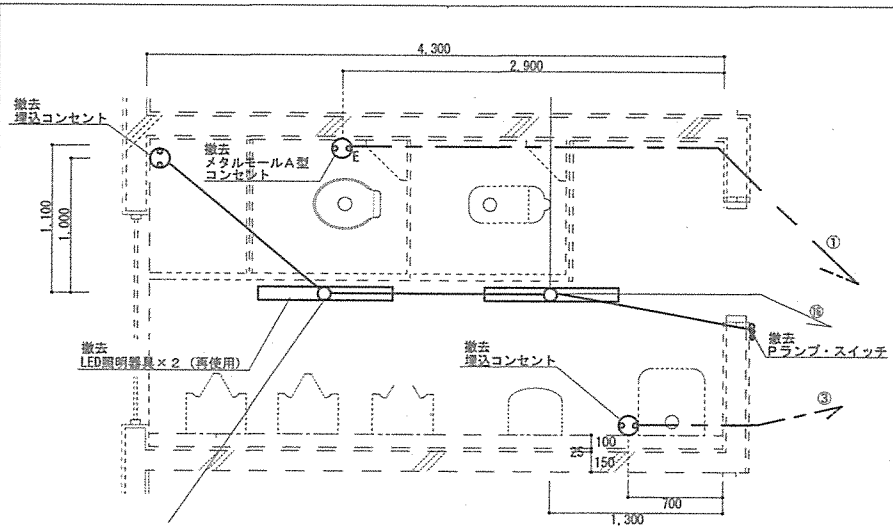 4,300
2,900
撤去
埋込コンセント
撤去
メタルモールA型
コンセント
E
1,100
1,000
①
⑯
撤去
LED照明器具×2 (再使用)
撤去
埋込コンセント
撤去
Pランプ・スイッチ
③
100
25
150
700
1,300